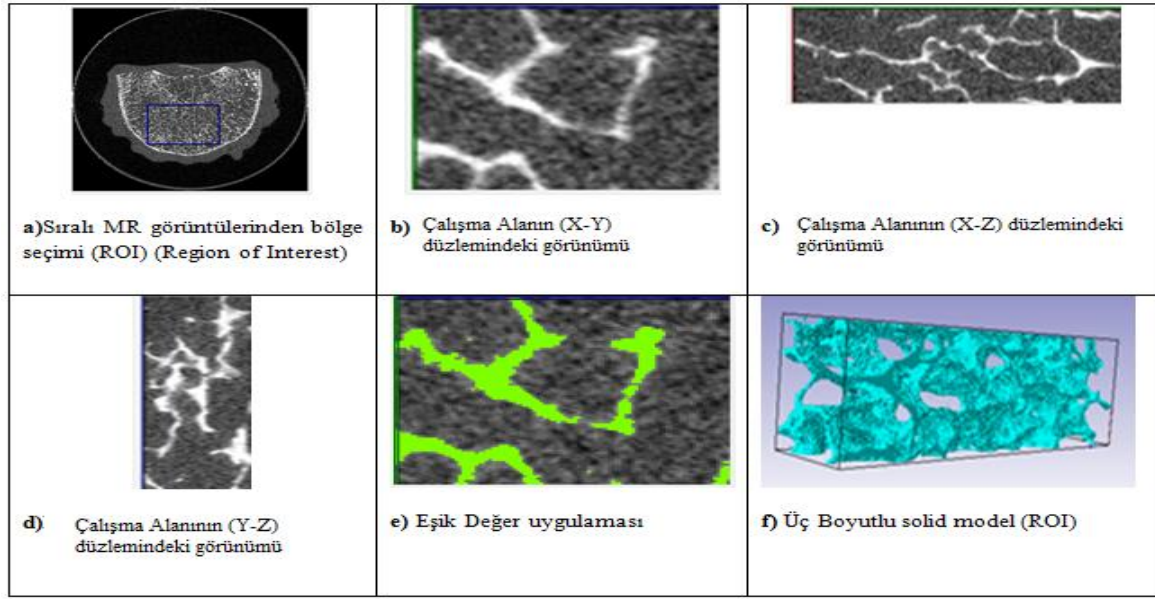 a)Sıralı MR görüntülerinden bölge
seçimi (ROI) (Region of Interest)
b) Çalışma Alanın (X-Y)
düzlemindeki görünümü
c) Çalışma Alanının (X-Z) düzlemindeki
görünümü
d) Çalışma Alanının (Y-Z)
düzlemindeki görünümü
e) Eşik Değer uygulaması
f) Üç Boyutlu solid model (ROI)